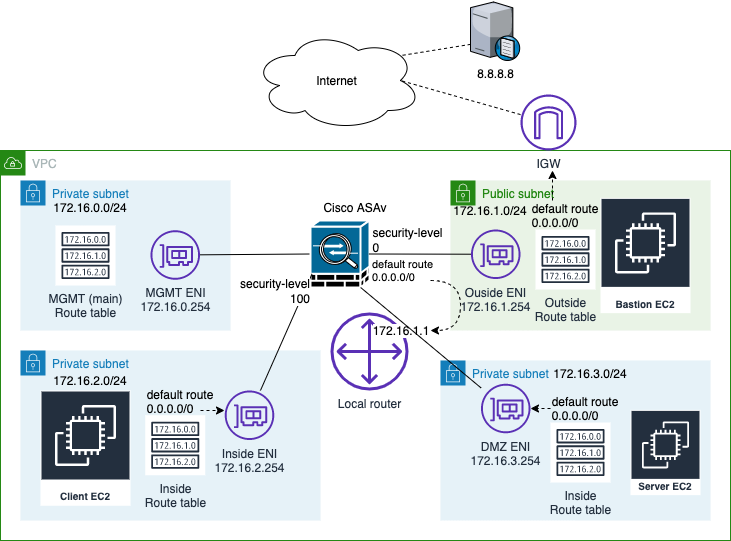 8.8.8.8
Internet
IGW
VPC
Private subnet
172.16.0.0/24
172.16.0.0
172.16.1.0
172.16.2.0
MGMT (main)
Route table
MGMT ENI
172.16.0.254
Cisco ASAv
security-level
0
default route
0.0.0.0/0
security-level
100
Public subnet
172.16.1.0/24
default route
0.0.0.0/0
172.16.0.0
172.16.1.0
172.16.2.0
Ouside ENI
172.16.1.254
Outside
Route table
Bastion EC2
172.16.1.1
Local router
Private subnet
172.16.2.0/24
default route
0.0.0.0/0
172.16.0.0
172.16.1.0
172.16.2.0
Client EC2
Inside
Route table
Inside ENI
172.16.2.254
Private subnet 172.16.3.0/24
default route
0.0.0.0/0
172.16.0.0
172.16.1.0
172.16.2.0
DMZ ENI
172.16.3.254
Inside
Route table
Server EC2